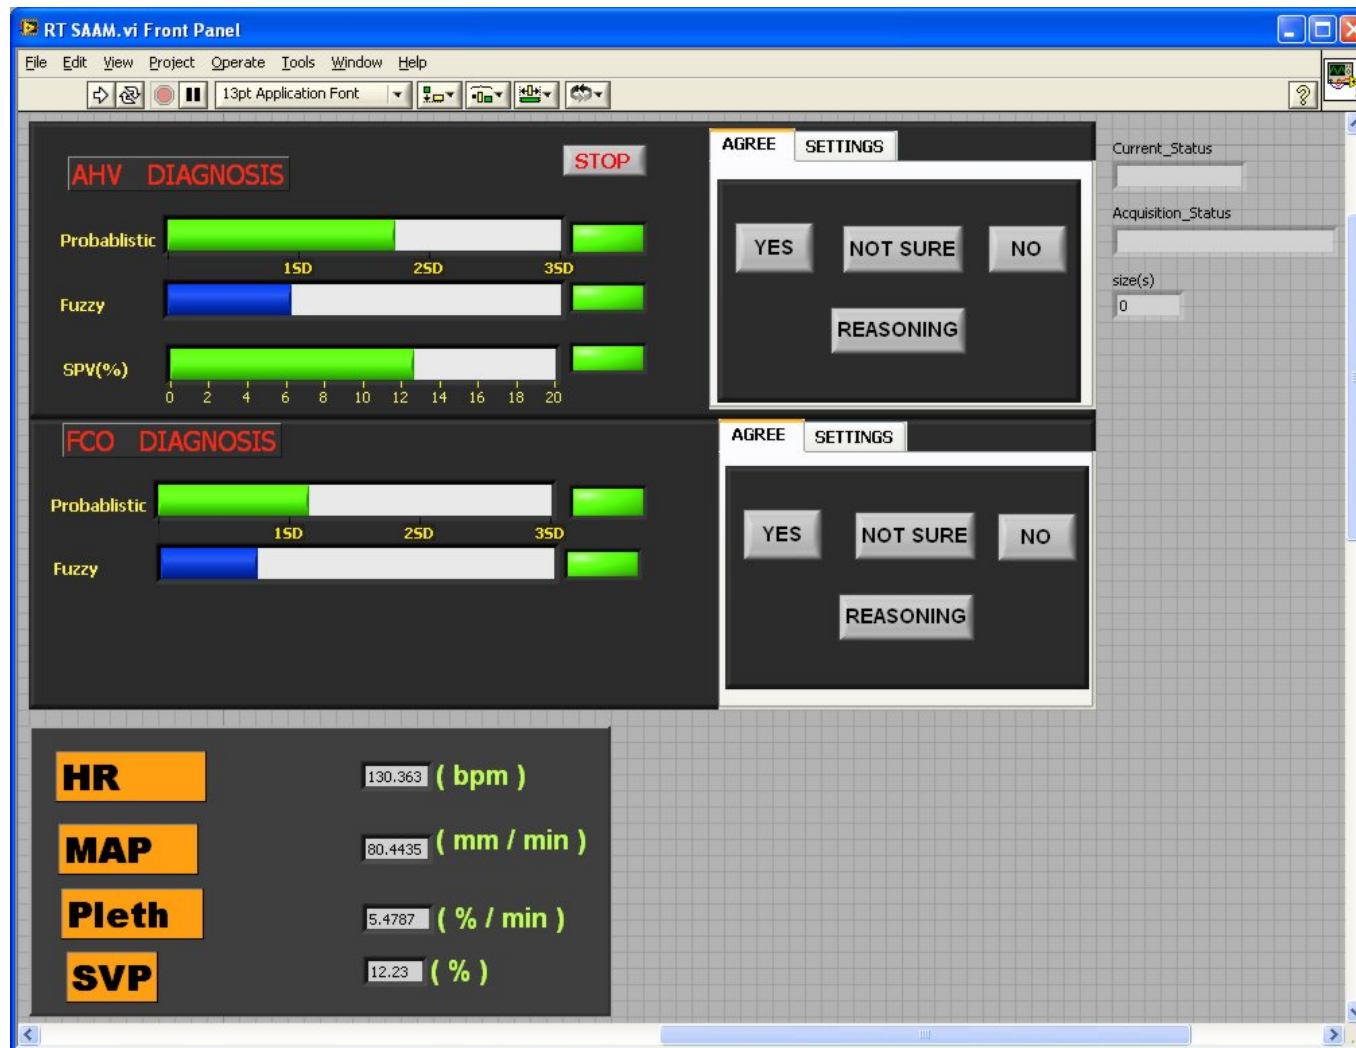 RT SAAM.vi Front Panel
File Edit View Project Operate Tools Window Help
13pt Application Font
?
AHV DIAGNOSIS
STOP
Probablistic
1SD 2SD 3SD
Fuzzy
SPV(%)
0 2 4 6 8 10 12 14 16 18 20
AGREE SETTINGS
YES NOT SURE NO
REASONING
Current_Status
Acquisition_Status
size(s)
0
FCO DIAGNOSIS
Probablistic
1SD 2SD 3SD
Fuzzy
AGREE SETTINGS
YES NOT SURE NO
REASONING
HR 130.363 ( bpm )
MAP 80.4435 ( mm / min )
Pleth 5.4787 ( % / min )
SVP 12.23 ( % )